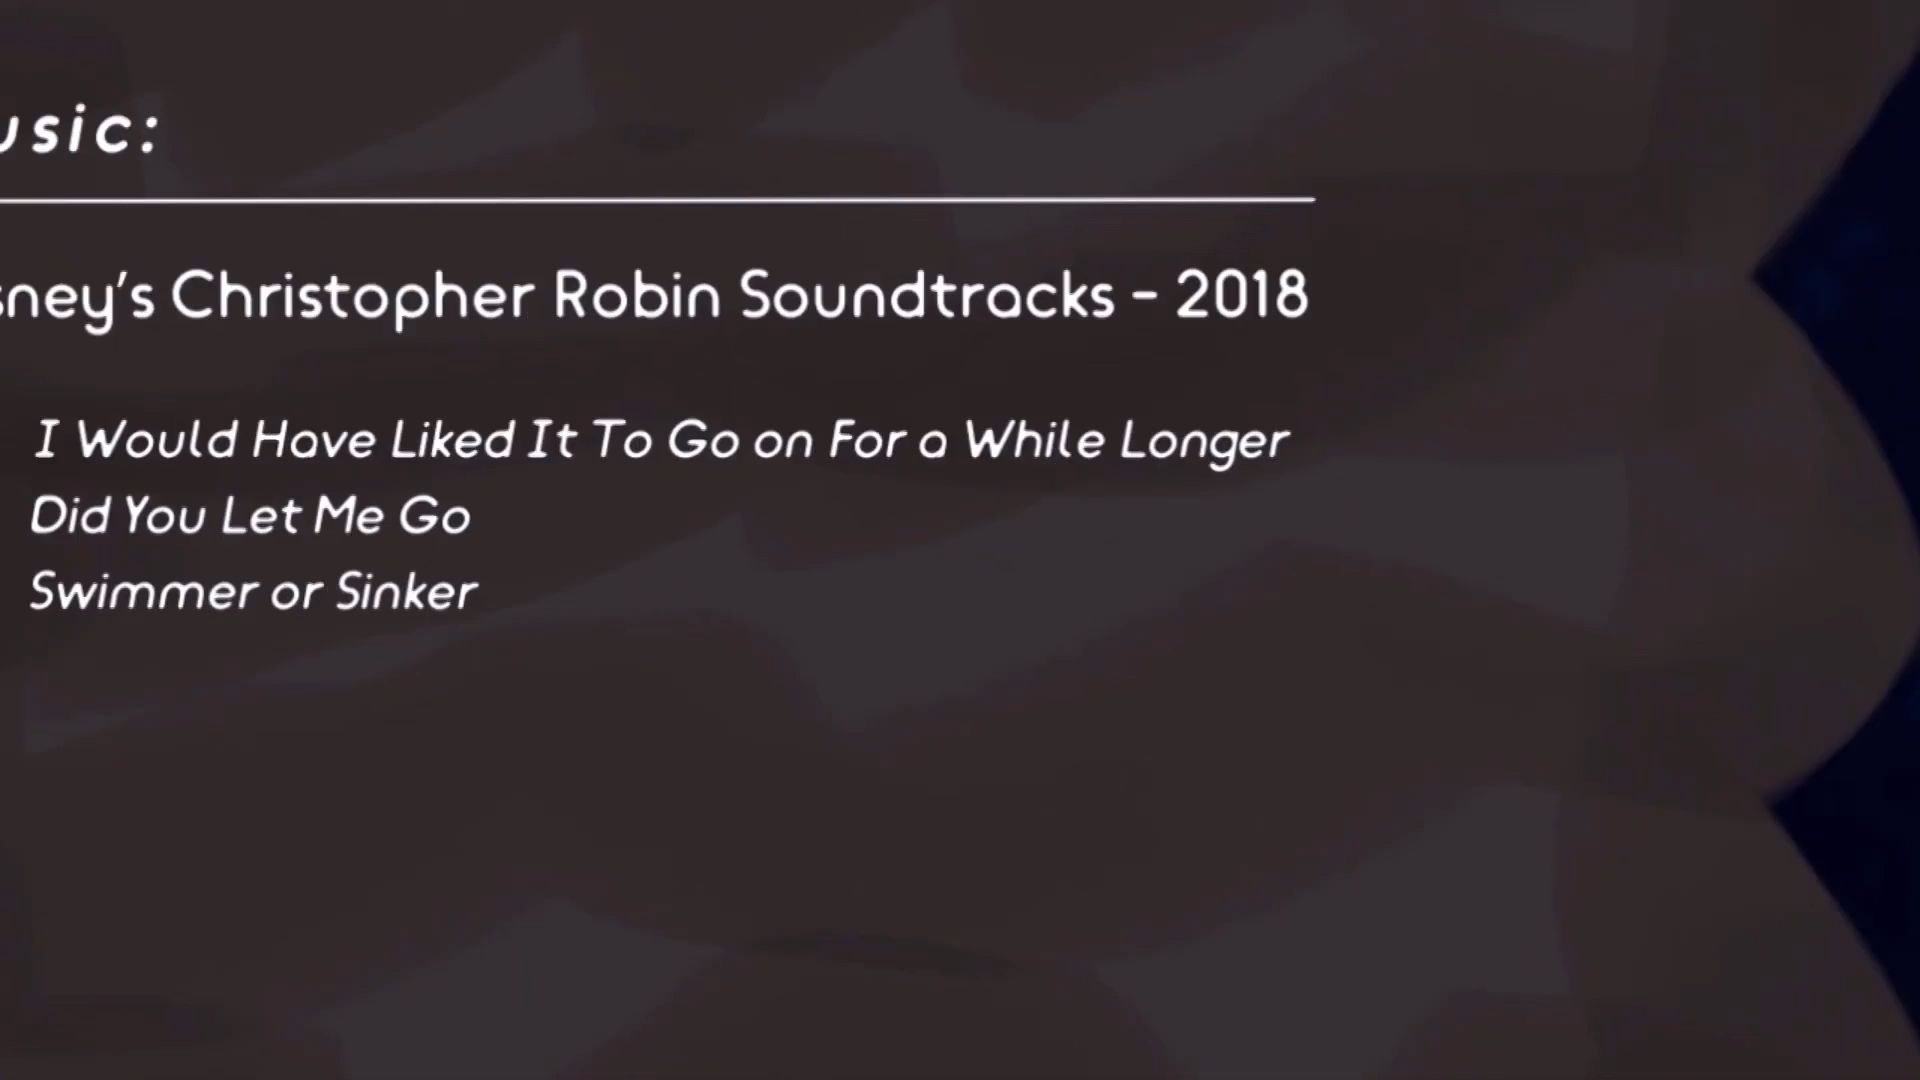 usic:
sney's Christopher Robin Soundtracks - 2018
I Would Have Liked It To Go on For a While Longer
Did You Let Me Go
Swimmer or Sinker